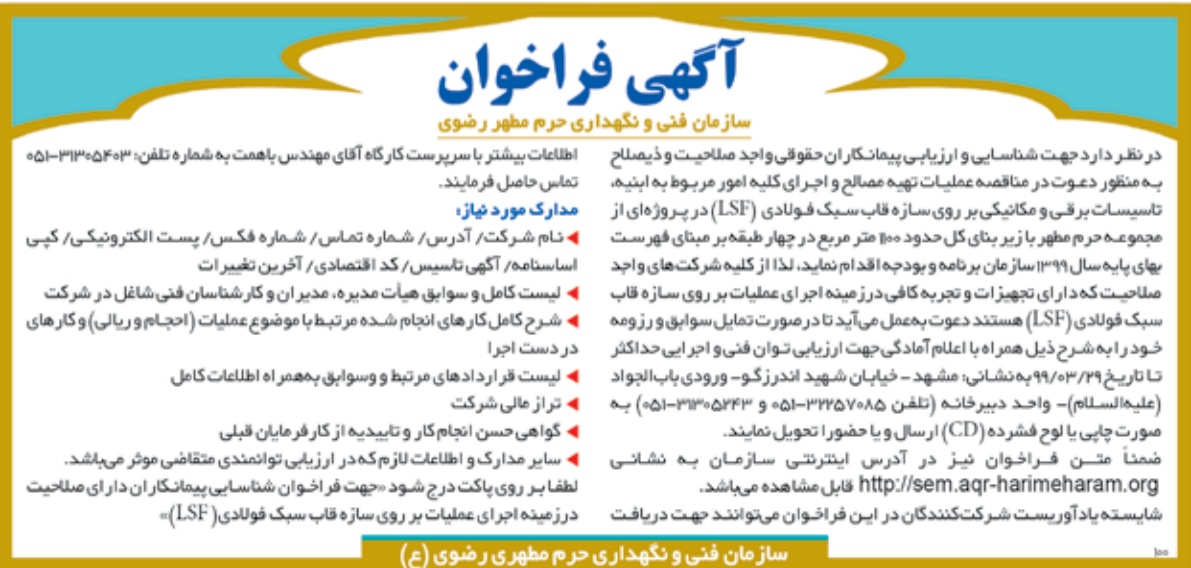 آگهی فراخوان
سازمان فنی و نگهداری حرم مطهر رضوی
در نظر دارد جهت شناسایی و ارزیابی پیمانکاران حقوقی واجد صلاحیت و ذیصلاح
به منظور دعوت در مناقصه عملیات تهیه مصالح و اجرای کلیه امور مربوط به ابنیه،
تاسیسات برقی و مکانیکی بر روی سازه قاب سبک فولادی (LSF) در پروژه‌ای از
مجموعه حرم مطهر با زیر بنای کل حدود ۱۱۰۰ متر مربع در چهار طبقه بر مبنای فهرست
بهای پایه سال ۱۳۹۹ سازمان برنامه و بودجه اقدام نماید، لذا از کلیه شرکت‌های واجد
صلاحیت که دارای تجهیزات و تجربه کافی در زمینه اجرای عملیات بر روی سازه قاب
سبک فولادی (LSF) هستند دعوت به‌عمل می‌آید تا در صورت تمایل سوابق و رزومه
خود را به شرح ذیل همراه با اعلام آمادگی جهت ارزیابی توان فنی و اجرایی حداکثر
تا تاریخ ۹۹/۰۳/۲۹ به نشانی: مشهد – خیابان شهید اندرزگو– ورودی باب‌الجواد
(علیه‌السلام)– واحد دبیرخانه (تلفن ۳۲۲۵۷۰۸۵–۰۵۱ و ۳۱۳۰۵۲۴۳–۰۵۱) به
صورت چاپی یا لوح فشرده (CD) ارسال و یا حضورا تحویل نمایند.
ضمناً متن فراخوان نیز در آدرس اینترنتی سازمان به نشانی
http://sem.aqr-harimeharam.org قابل مشاهده می‌باشد.
شایسته یادآوریست شرکت‌کنندگان در این فراخوان می‌توانند جهت دریافت
اطلاعات بیشتر با سرپرست کارگاه آقای مهندس باهمت به شماره تلفن: ۳۱۳۰۵۴۰۳–۰۵۱
تماس حاصل فرمایند.
مدارک مورد نیاز:
نام شرکت/ آدرس/ شماره تماس/ شماره فکس/ پست الکترونیکی/ کپی
اساسنامه/ آگهی تاسیس/ کد اقتصادی/ آخرین تغییرات
لیست کامل و سوابق هیأت مدیره، مدیران و کارشناسان فنی شاغل در شرکت
شرح کامل کارهای انجام شده مرتبط با موضوع عملیات (احجام و ریالی) و کارهای
در دست اجرا
لیست قراردادهای مرتبط و وسوابق به‌همراه اطلاعات کامل
تراز مالی شرکت
گواهی حسن انجام کار و تاییدیه از کارفرمایان قبلی
سایر مدارک و اطلاعات لازم که در ارزیابی توانمندی متقاضی موثر می‌باشد.
لطفا بر روی پاکت درج شود «جهت فراخوان شناسایی پیمانکاران دارای صلاحیت
در زمینه اجرای عملیات بر روی سازه قاب سبک فولادی( LSF)»
سازمان فنی و نگهداری حرم مطهری رضوی (ع)
۱۰۰